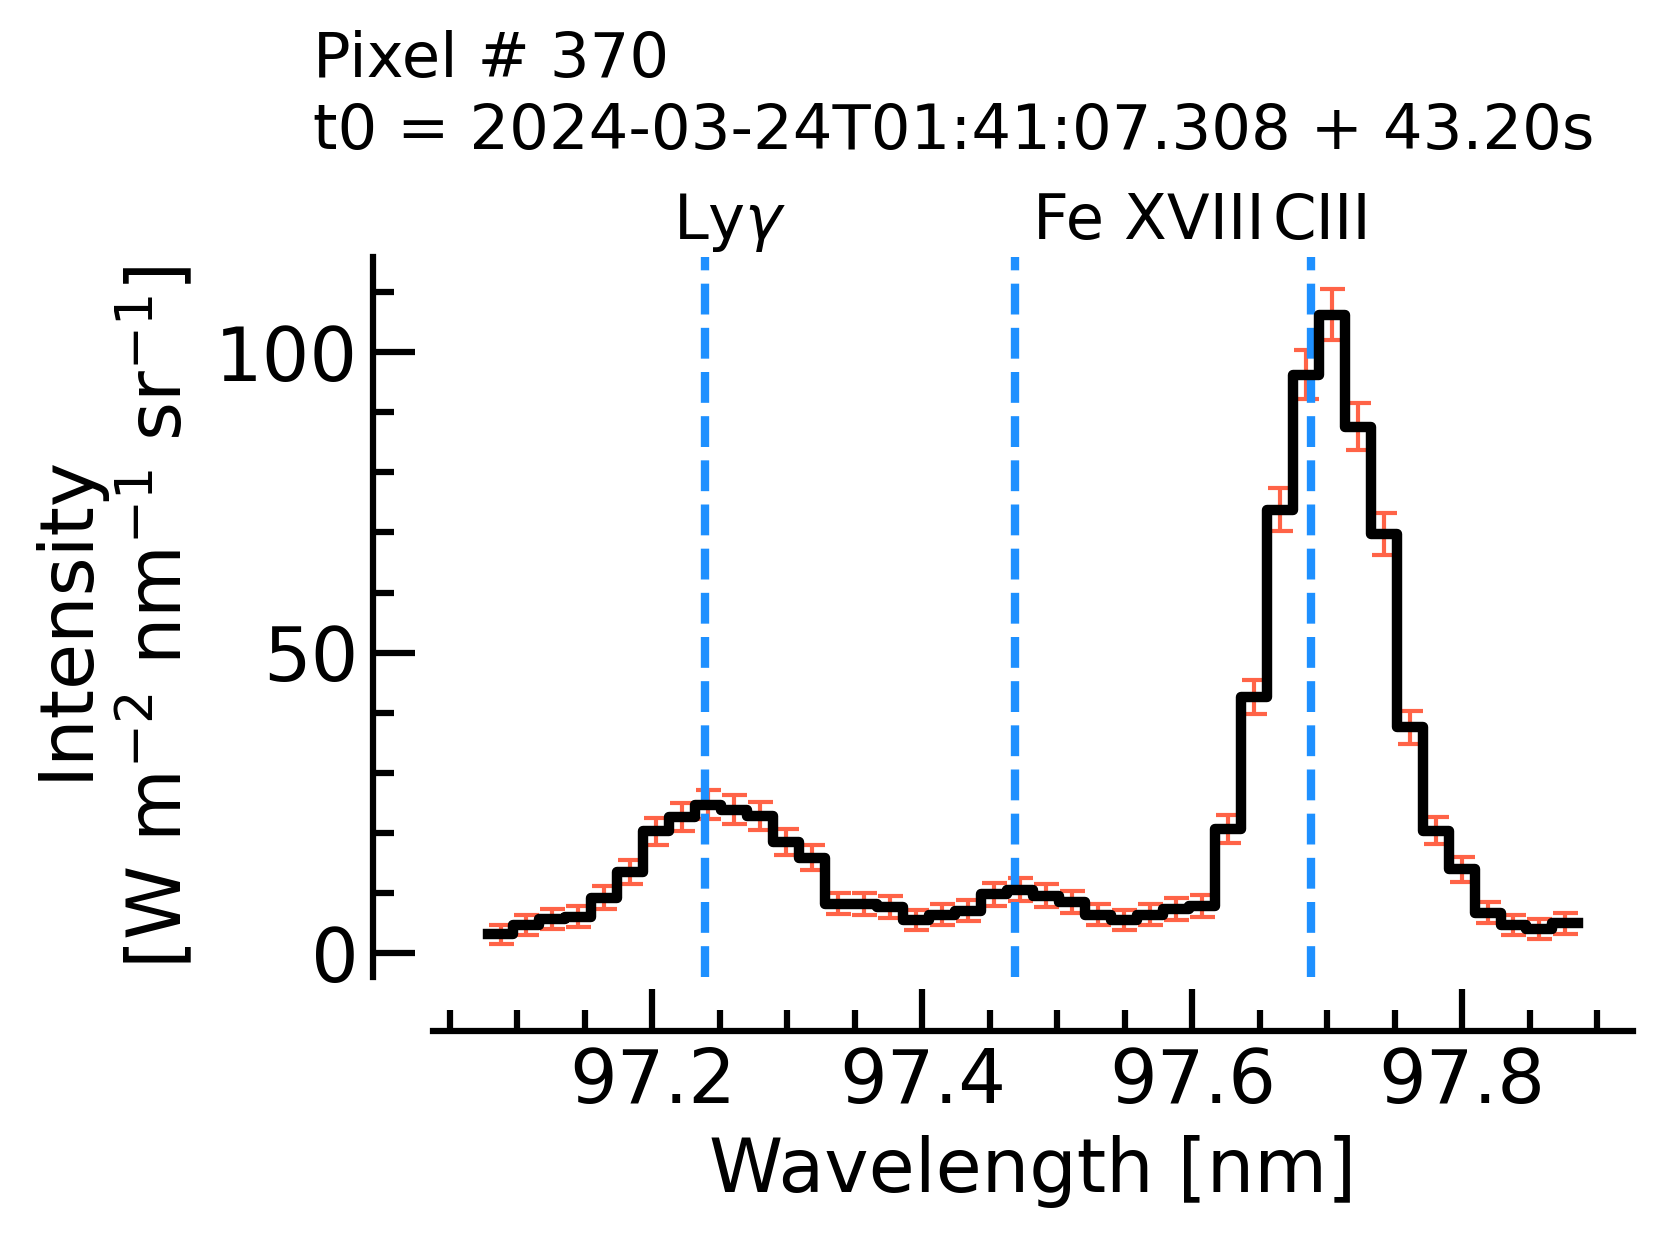 Pixel # 370
t0 = 2024-03-24T01:41:07.308 + 43.20s
Lyγ Fe XVIII CIII
Intensity
[W m⁻² nm⁻¹ sr⁻¹]
100
50
0
97.2 97.4 97.6 97.8
Wavelength [nm]